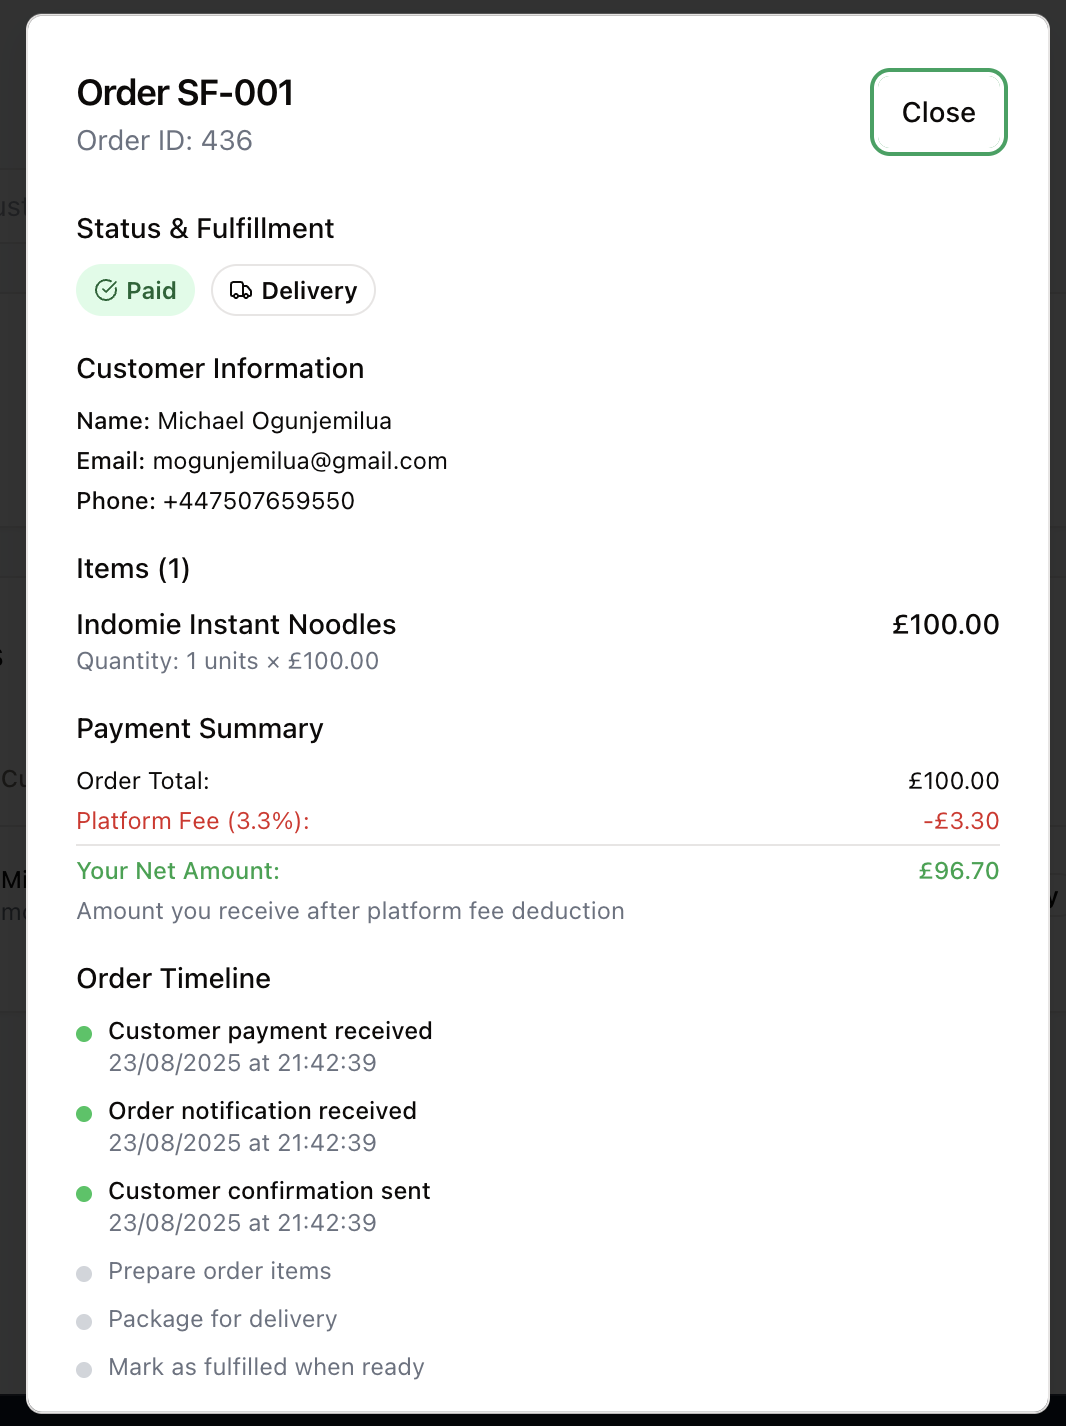 Order SF-001
Close
Order ID: 436
Status & Fulfillment
Paid
Delivery
Customer Information
Name: Michael Ogunjemilua
Email: mogunjemilua@gmail.com
Phone: +447507659550
Items (1)
Indomie Instant Noodles £100.00
Quantity: 1 units × £100.00
Payment Summary
Order Total: £100.00
Platform Fee (3.3%): -£3.30
Your Net Amount: £96.70
Amount you receive after platform fee deduction
Order Timeline
Customer payment received
23/08/2025 at 21:42:39
Order notification received
23/08/2025 at 21:42:39
Customer confirmation sent
23/08/2025 at 21:42:39
Prepare order items
Package for delivery
Mark as fulfilled when ready